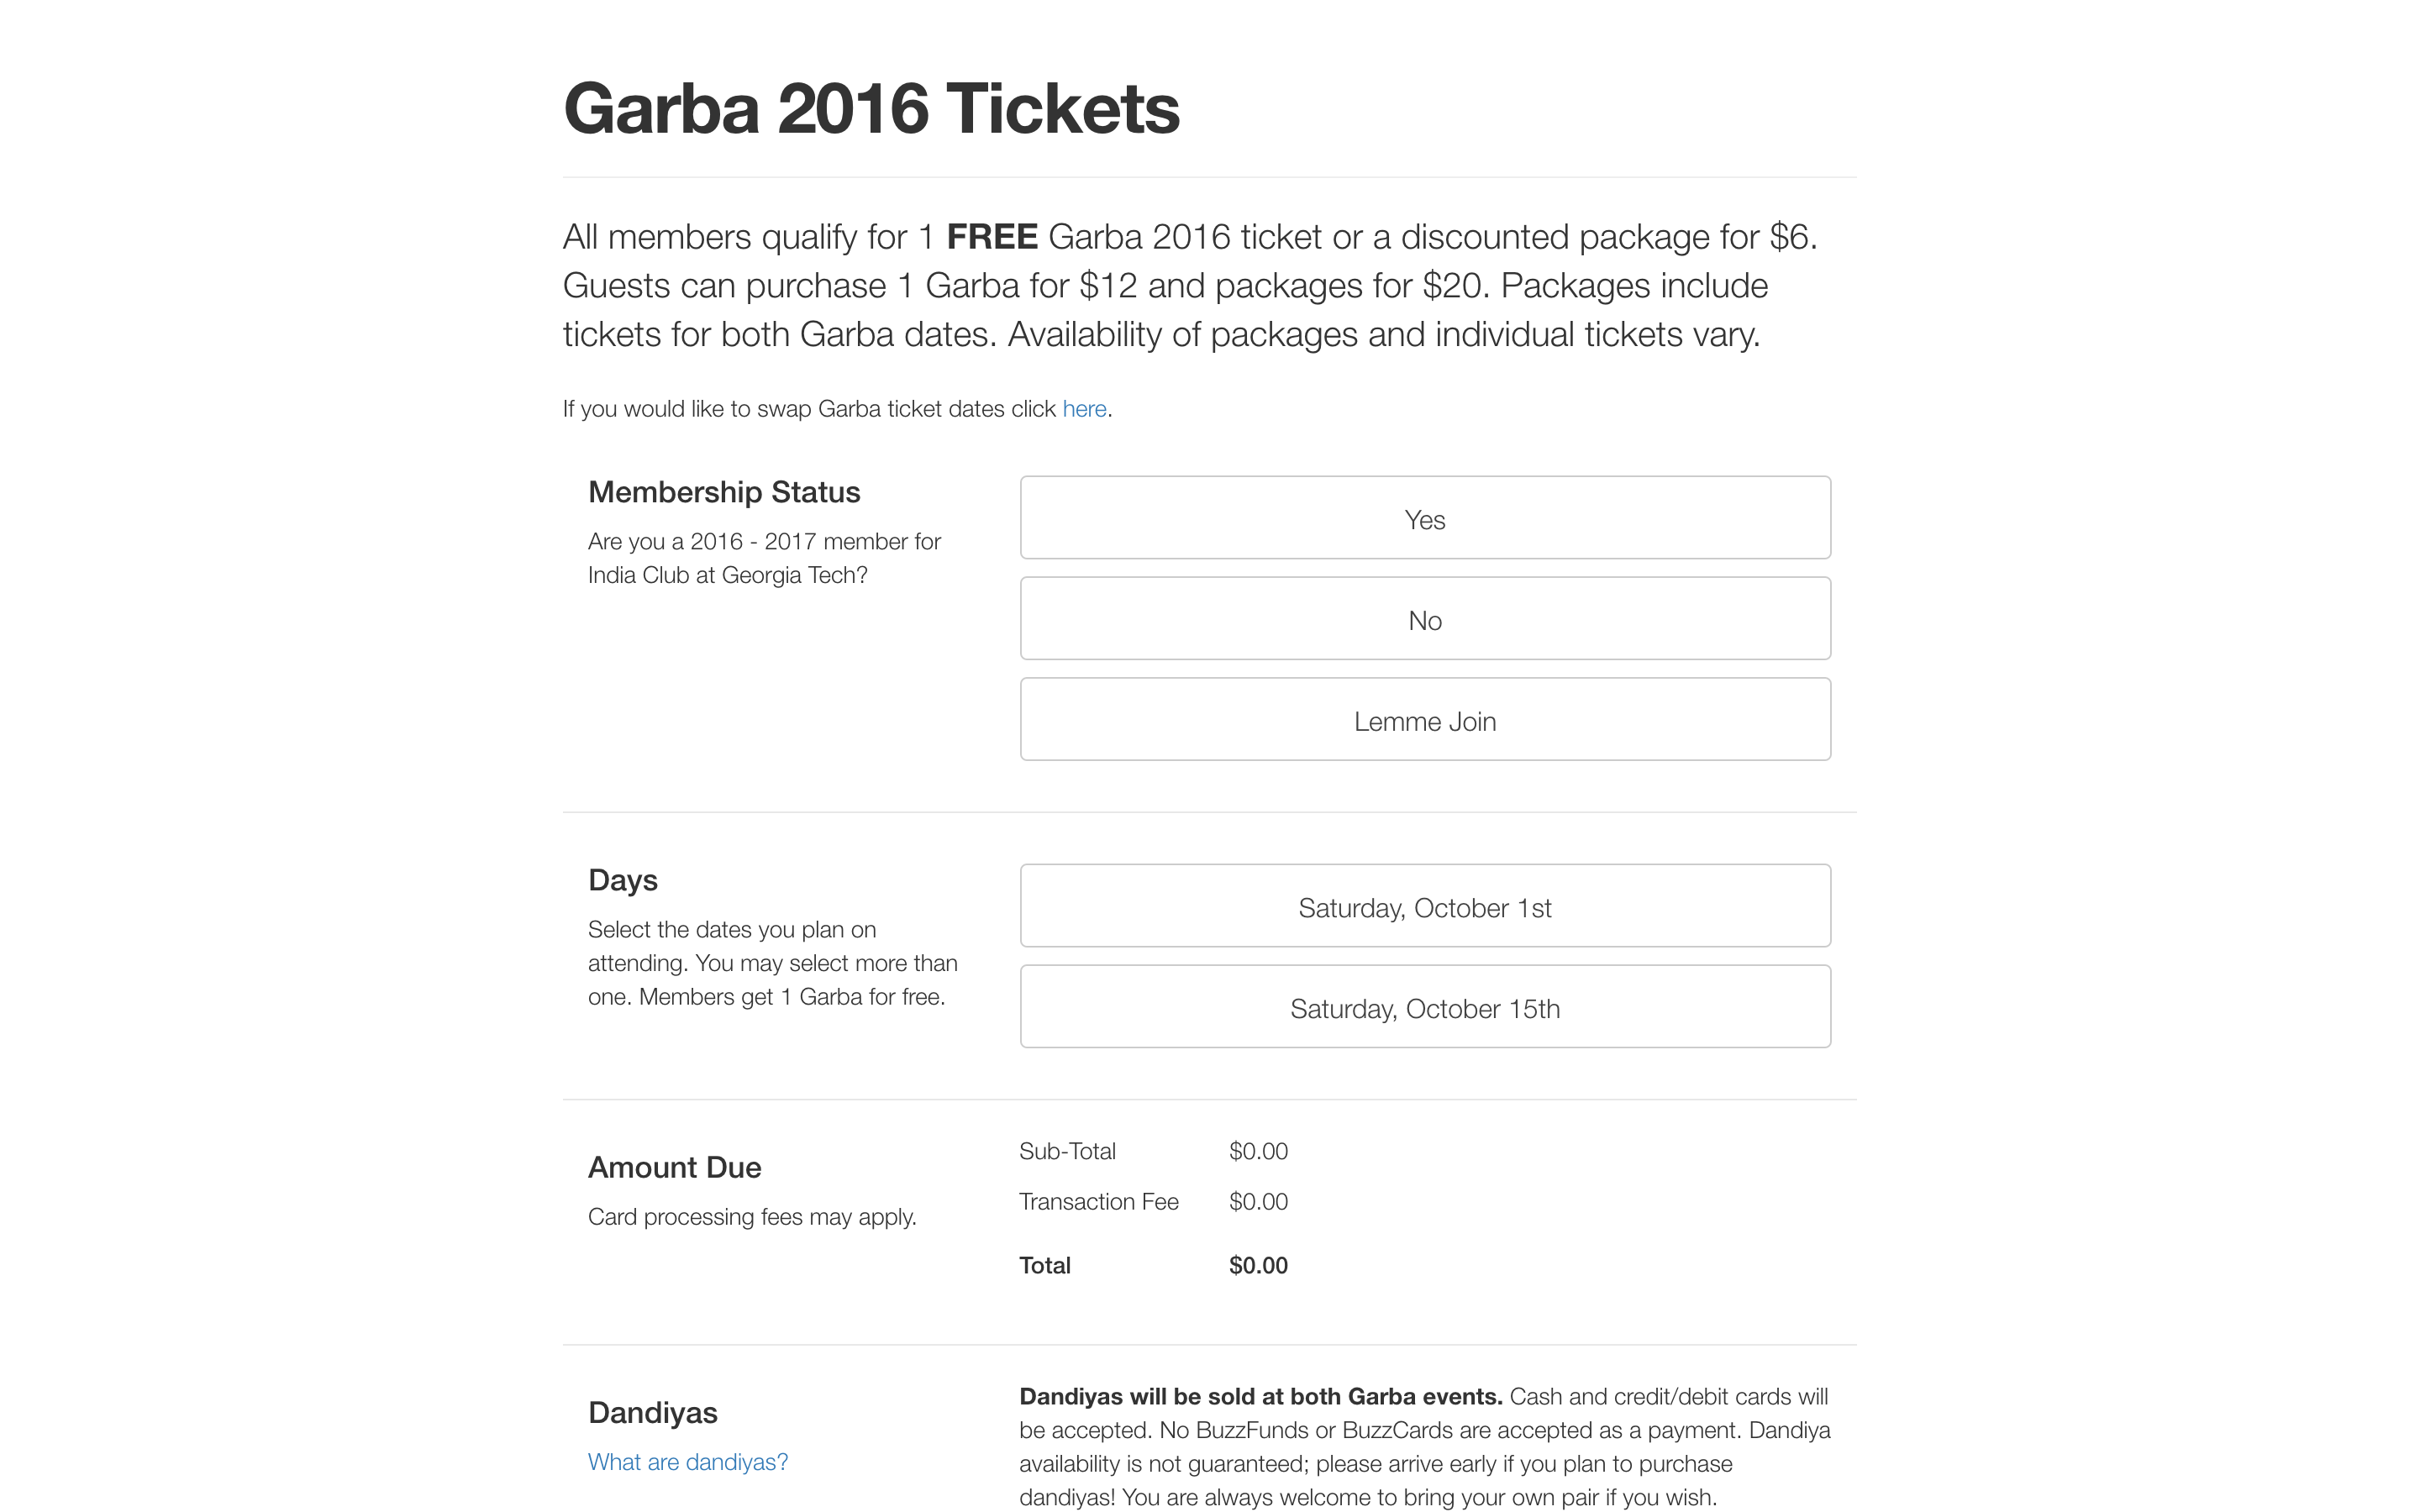 Garba 2016 Tickets
All members qualify for 1 FREE Garba 2016 ticket or a discounted package for $6.
Guests can purchase 1 Garba for $12 and packages for $20. Packages include
tickets for both Garba dates. Availability of packages and individual tickets vary.
If you would like to swap Garba ticket dates click here.
Membership Status
Are you a 2016 - 2017 member for
India Club at Georgia Tech?
Yes
No
Lemme Join
Days
Select the dates you plan on
attending. You may select more than
one. Members get 1 Garba for free.
Saturday, October 1st
Saturday, October 15th
Amount Due
Card processing fees may apply.
Sub-Total $0.00
Transaction Fee $0.00
Total $0.00
Dandiyas
What are dandiyas?
Dandiyas will be sold at both Garba events. Cash and credit/debit cards will
be accepted. No BuzzFunds or BuzzCards are accepted as a payment. Dandiya
availability is not guaranteed; please arrive early if you plan to purchase
dandiyas! You are always welcome to bring your own pair if you wish.